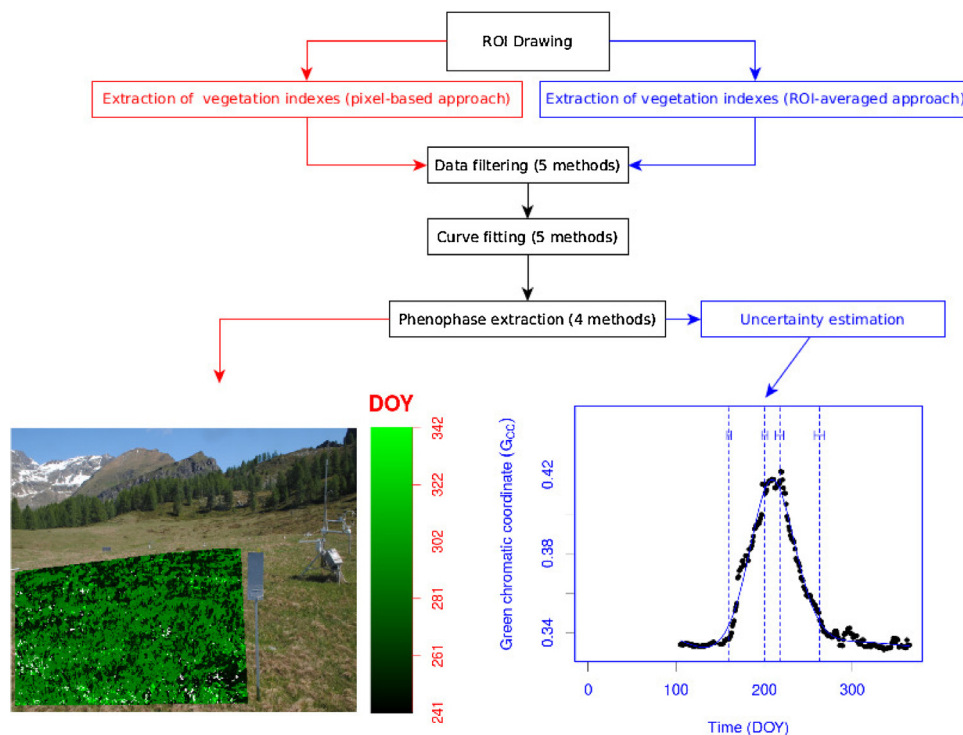 ROI Drawing
Extraction of vegetation indexes (pixel-based approach)
Extraction of vegetation indexes (ROI-averaged approach)
Data filtering (5 methods)
Curve fitting (5 methods)
Phenophase extraction (4 methods)
Uncertainty estimation
DOY
342
322
302
281
261
241
Green chromatic coordinate (GCC)
0.42
0.38
0.34
0
100
200
300
Time (DOY)